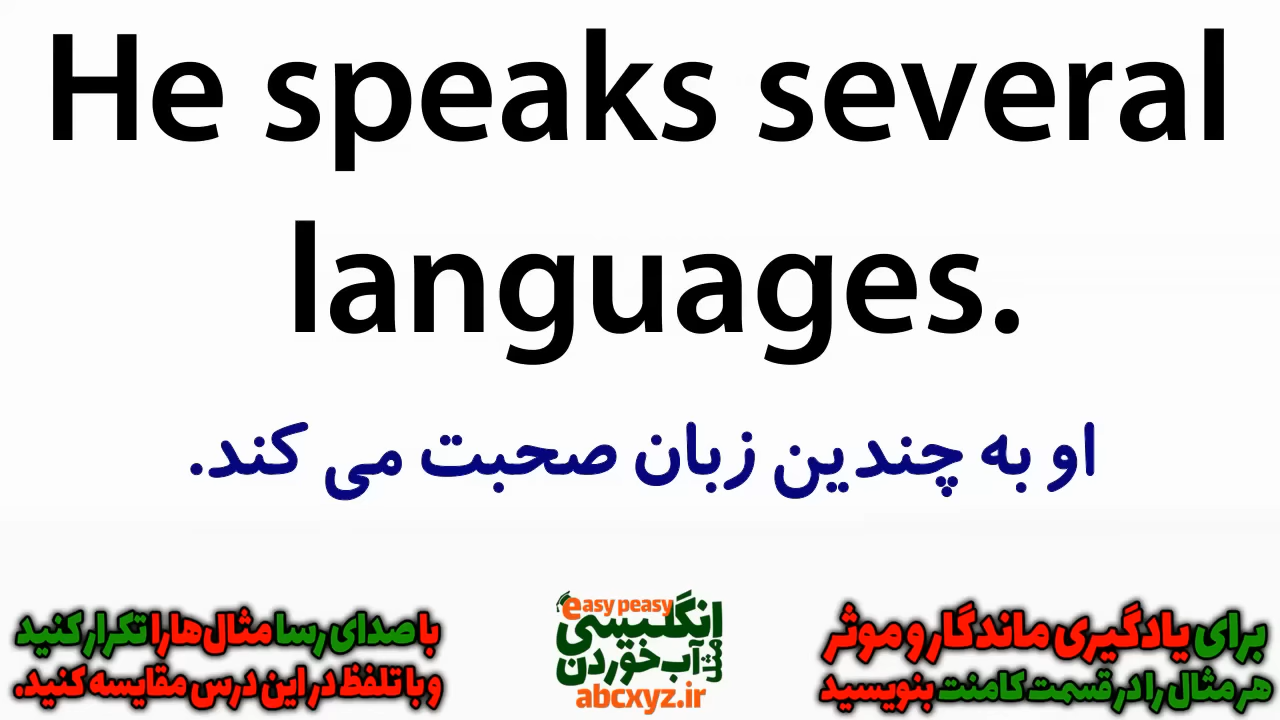 He speaks several
languages.
او به چندین زبان صحبت می کند.
برای یادگیری ماندگار و موثر
هر مثال را در قسمت کامنت بنویسید
easy peasy
انگلیسی
مثل آب خوردن
abcxyz.ir
با صدای رسا مثال‌ها را تکرار کنید
و با تلفظ در این درس مقایسه کنید.